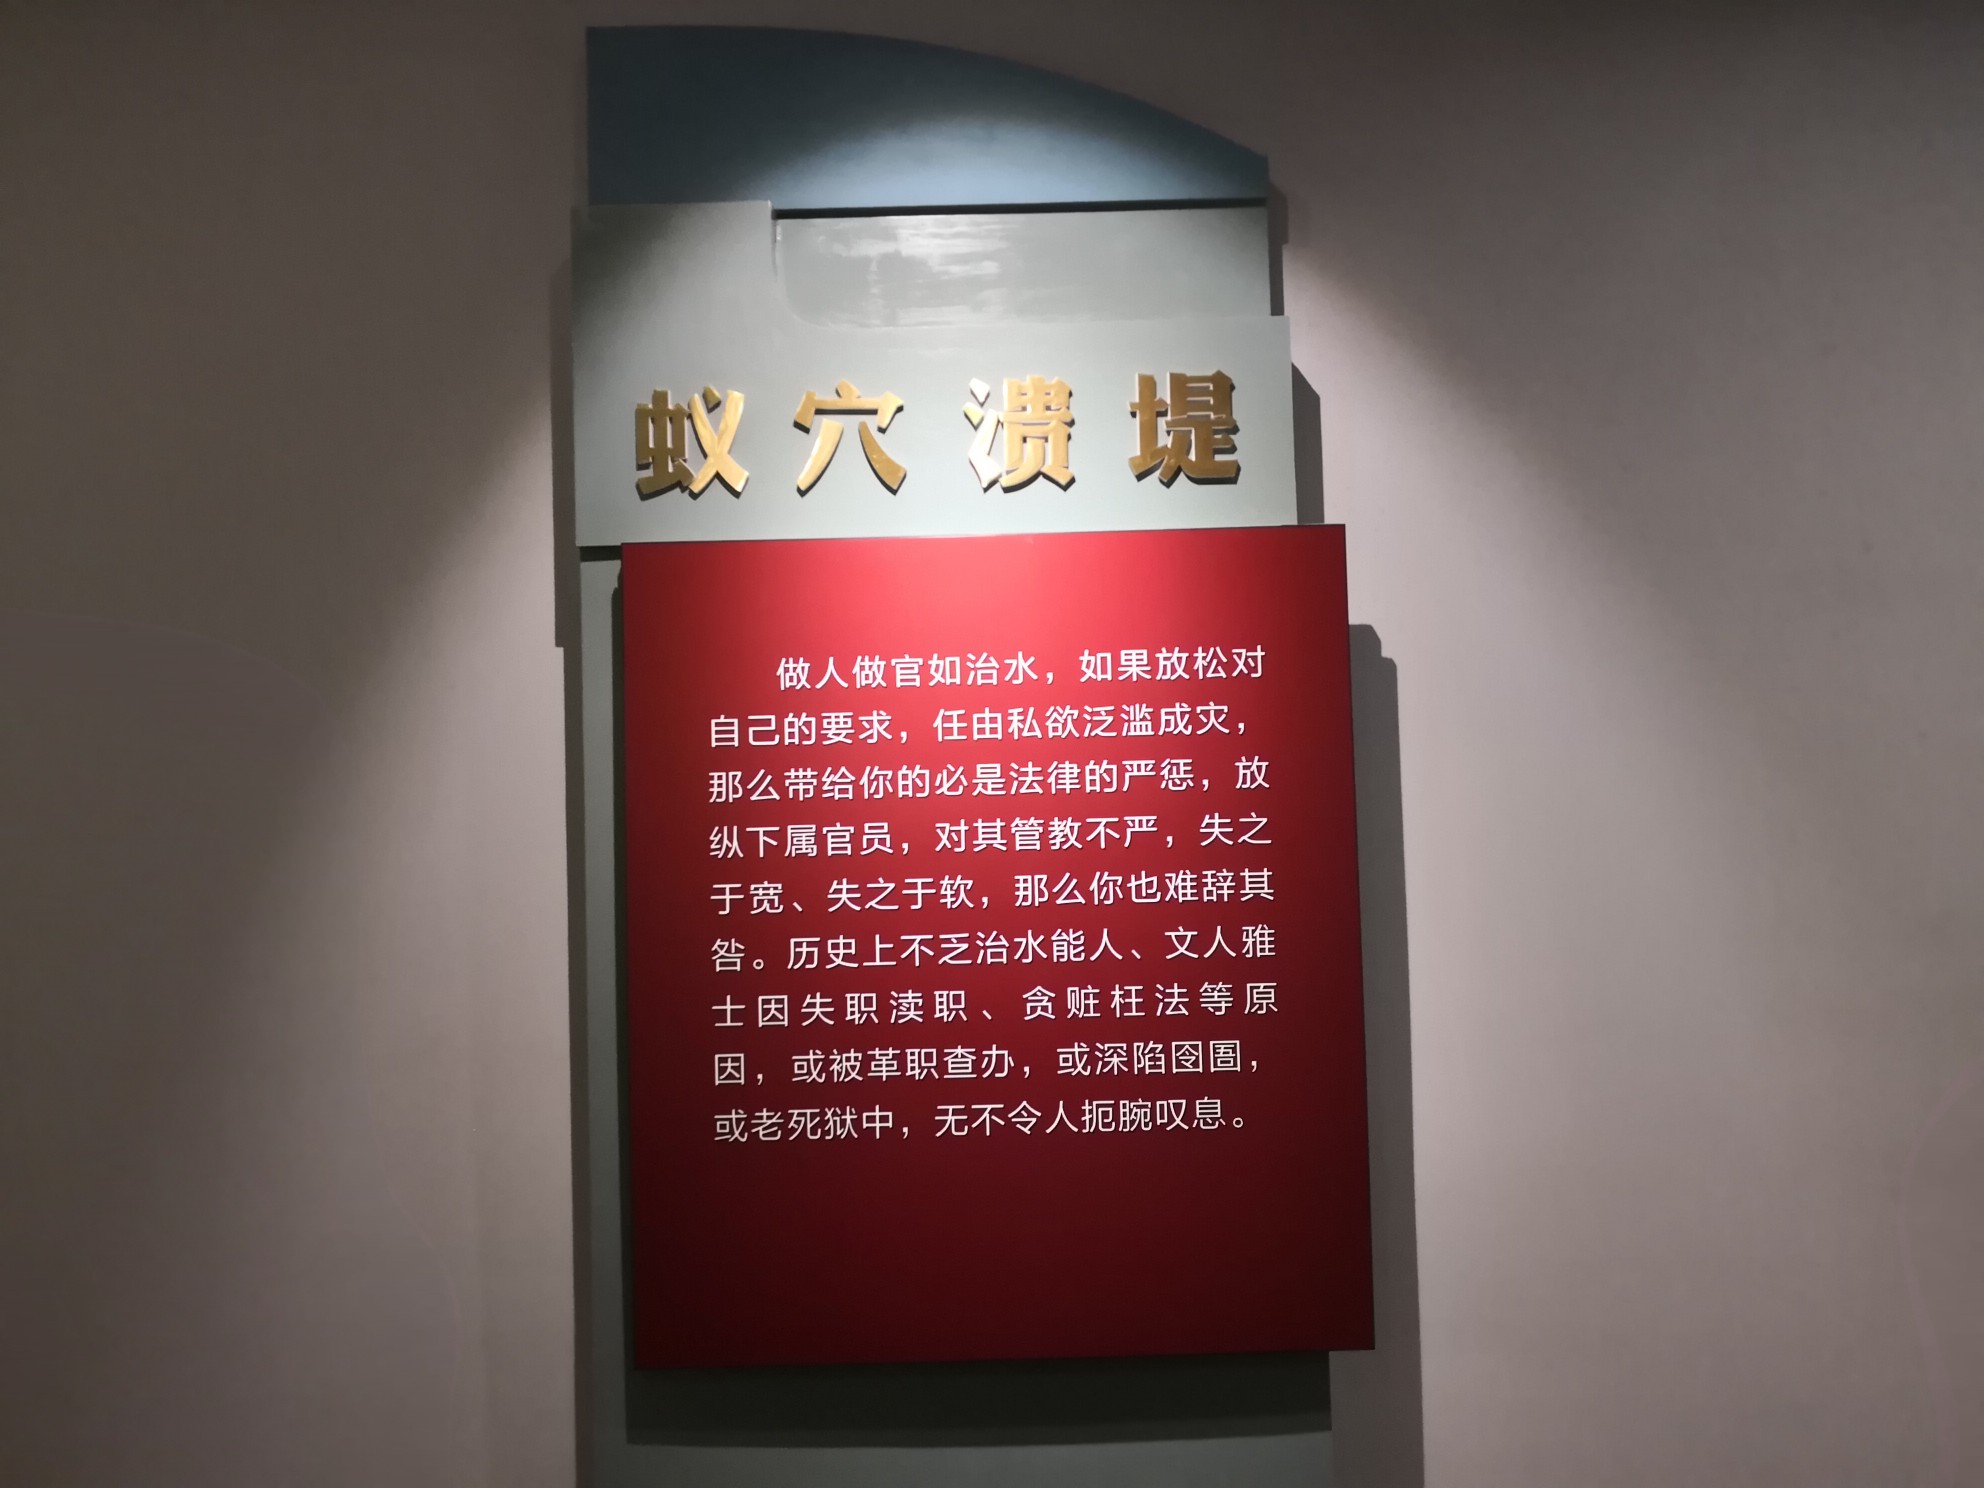 蚁穴溃堤
做人做官如治水，如果放松对
自己的要求，任由私欲泛滥成灾，
那么带给你的必是法律的严惩，放
纵下属官员，对其管教不严，失之
于宽、失之于软，那么你也难辞其
咎。历史上不乏治水能人、文人雅
士因失职渎职、贪赃枉法等原
因，或被革职查办，或深陷囹圄，
或老死狱中，无不令人扼腕叹息。